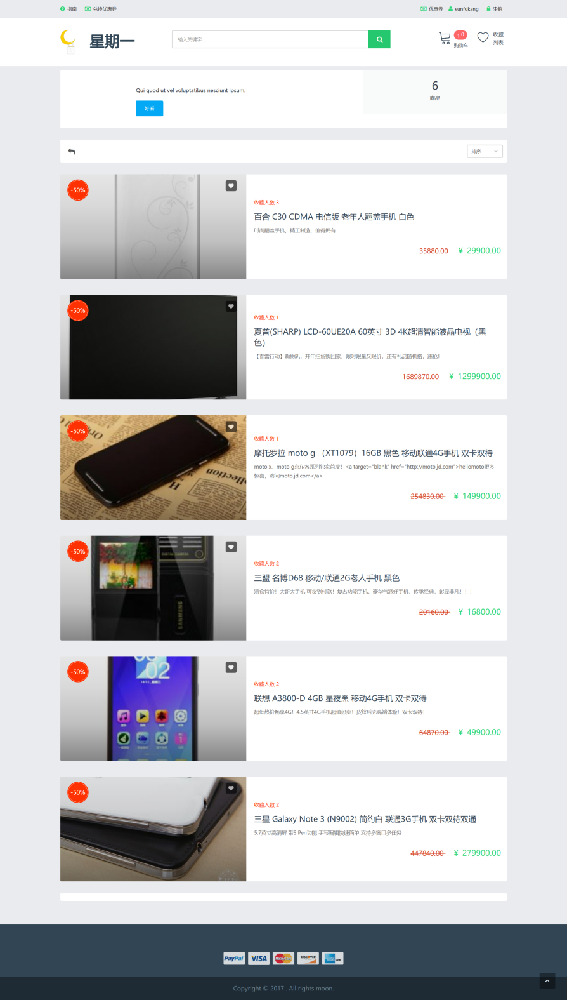 指南 兑换优惠券 优惠券 sunfukang 注销
星期一 输入关键字 ... 1 0 购物车 收藏
列表
Qui quod ut vel voluptatibus nesciunt ipsum.
好看
6
商品
排序
-50%
收藏人数 3
百合 C30 CDMA 电信版 老年人翻盖手机 白色
时尚翻盖手机，精工制造，值得拥有
35880.00 ¥ 29900.00
-50%
收藏人数 1
夏普(SHARP) LCD-60UE20A 60英寸 3D 4K超清智能液晶电视（黑
色）
【春雷行动】购物趴，开年扫货购回家，限时限量又限价，还有礼品随机搭，速抢！
1689870.00 ¥ 1299900.00
-50%
收藏人数 1
摩托罗拉 moto g （XT1079）16GB 黑色 移动联通4G手机 双卡双待
moto x、moto g京东各系列独家首发！<a target="blank" href="http://moto.jd.com">hellomoto更多
惊喜，访问moto.jd.com</a>
254830.00 ¥ 149900.00
-50%
DIGITAL CAMERA
SANMENG
收藏人数 2
三盟 名博D68 移动/联通2G老人手机 黑色
清仓特价！大哥大手机 可货到付款！复古功能手机，豪华气派好手机，传承经典，彰显非凡！！！
20160.00 ¥ 16800.00
-50%
收藏人数 2
联想 A3800-D 4GB 星夜黑 移动4G手机 双卡双待
超低热价畅享4G！4.5英寸4G手机超值热卖！皮纹后壳高端体验！双卡双待！
64870.00 ¥ 49900.00
-50%
收藏人数 2
三星 Galaxy Note 3 (N9002) 简约白 联通3G手机 双卡双待双通
5.7英寸高清屏 带S Pen功能 手写编辑快速简单 支持多窗口多任务
447840.00 ¥ 279900.00
PayPal VISA MasterCard DISCOVER
Copyright © 2017 . All rights moon.